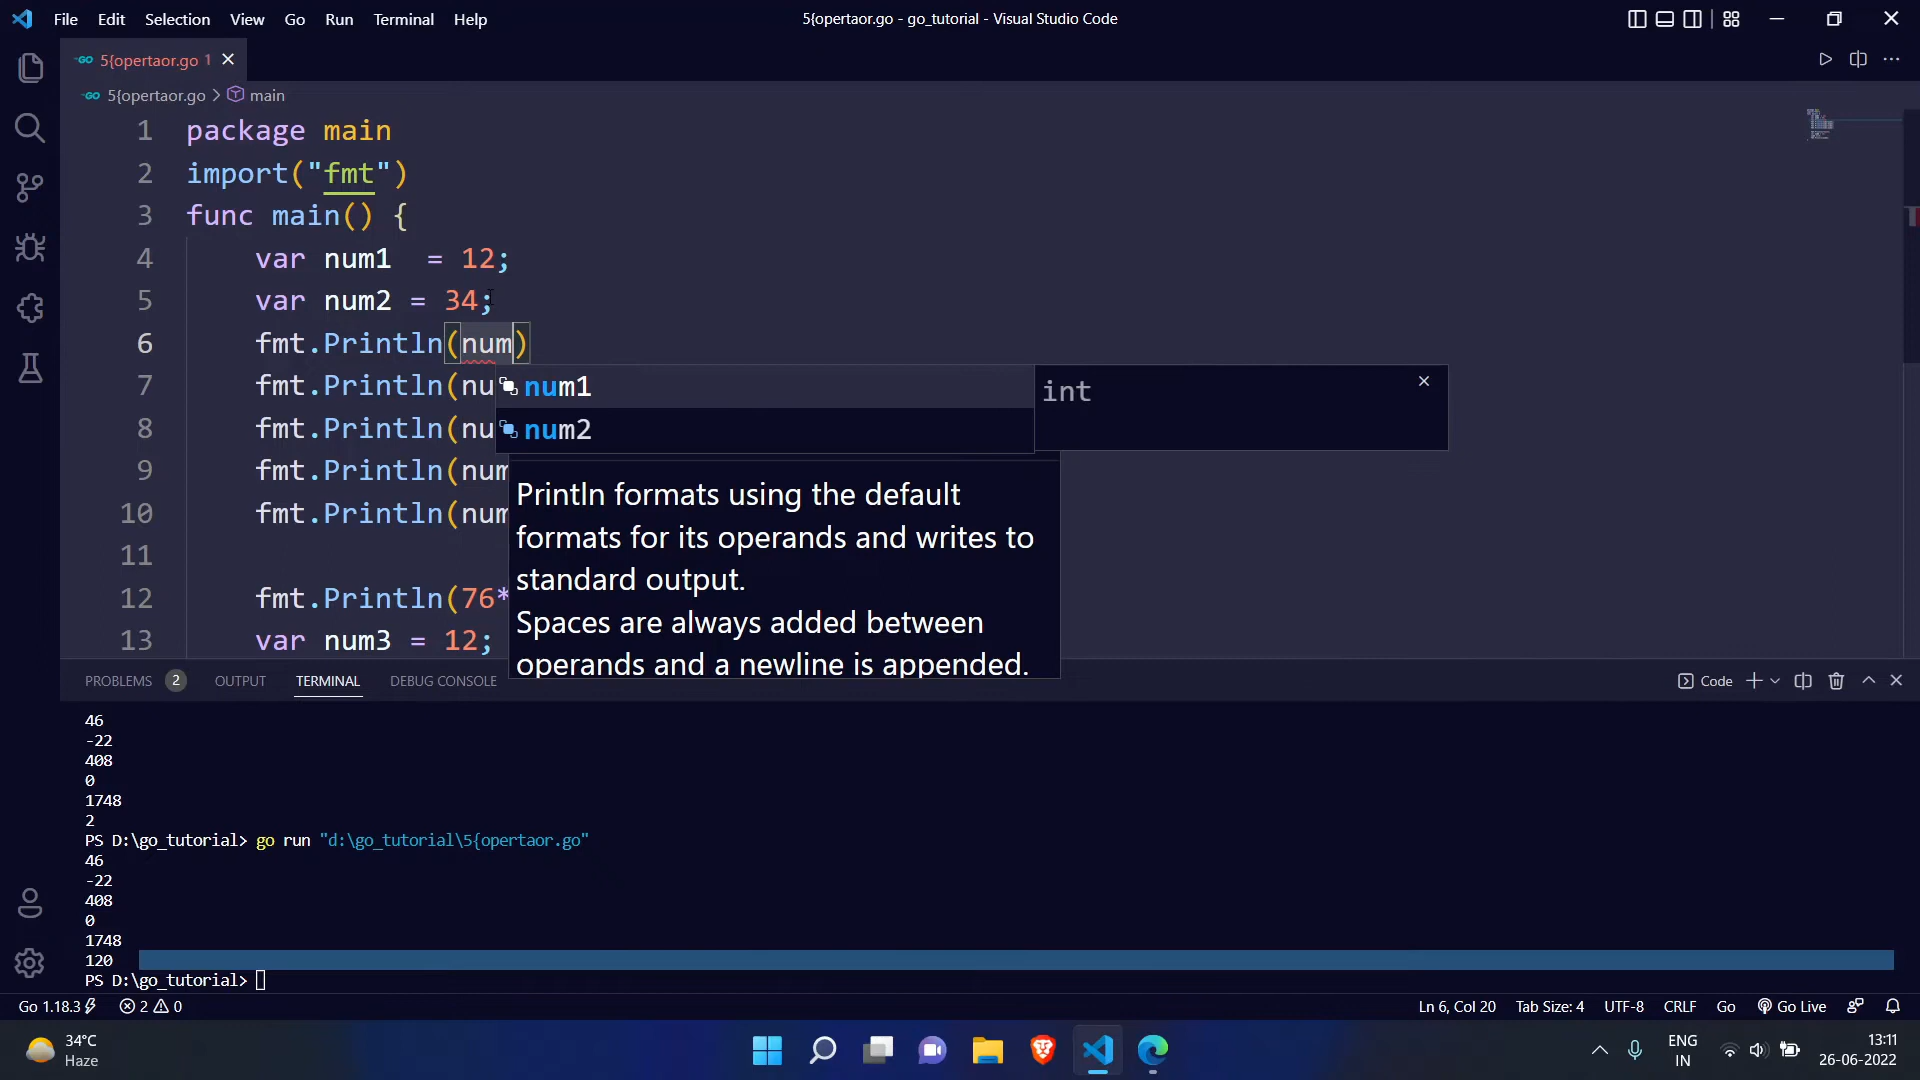 File Edit Selection View Go Run Terminal Help
5{opertaor.go - go_tutorial - Visual Studio Code
GO 5{opertaor.go 1
GO 5{opertaor.go > main
1 package main
2 import("fmt")
3 func main() {
4 var num1  = 12;
5 var num2 = 34;
6 fmt.Println(num)
7 fmt.Println(nu
num1
int
8 fmt.Println(nu
num2
9 fmt.Println(num
10 fmt.Println(num
11
12 fmt.Println(76*
13 var num3 = 12;
Println formats using the default
formats for its operands and writes to
standard output.
Spaces are always added between
operands and a newline is appended.
PROBLEMS 2 OUTPUT TERMINAL DEBUG CONSOLE
Code
46
-22
408
0
1748
2
PS D:\go_tutorial> go run "d:\go_tutorial\5{opertaor.go"
46
-22
408
0
1748
120
PS D:\go_tutorial>
Go 1.18.3 2 0
Ln 6, Col 20 Tab Size: 4 UTF-8 CRLF Go Go Live
34°C
Haze
ENG
IN
13:11
26-06-2022